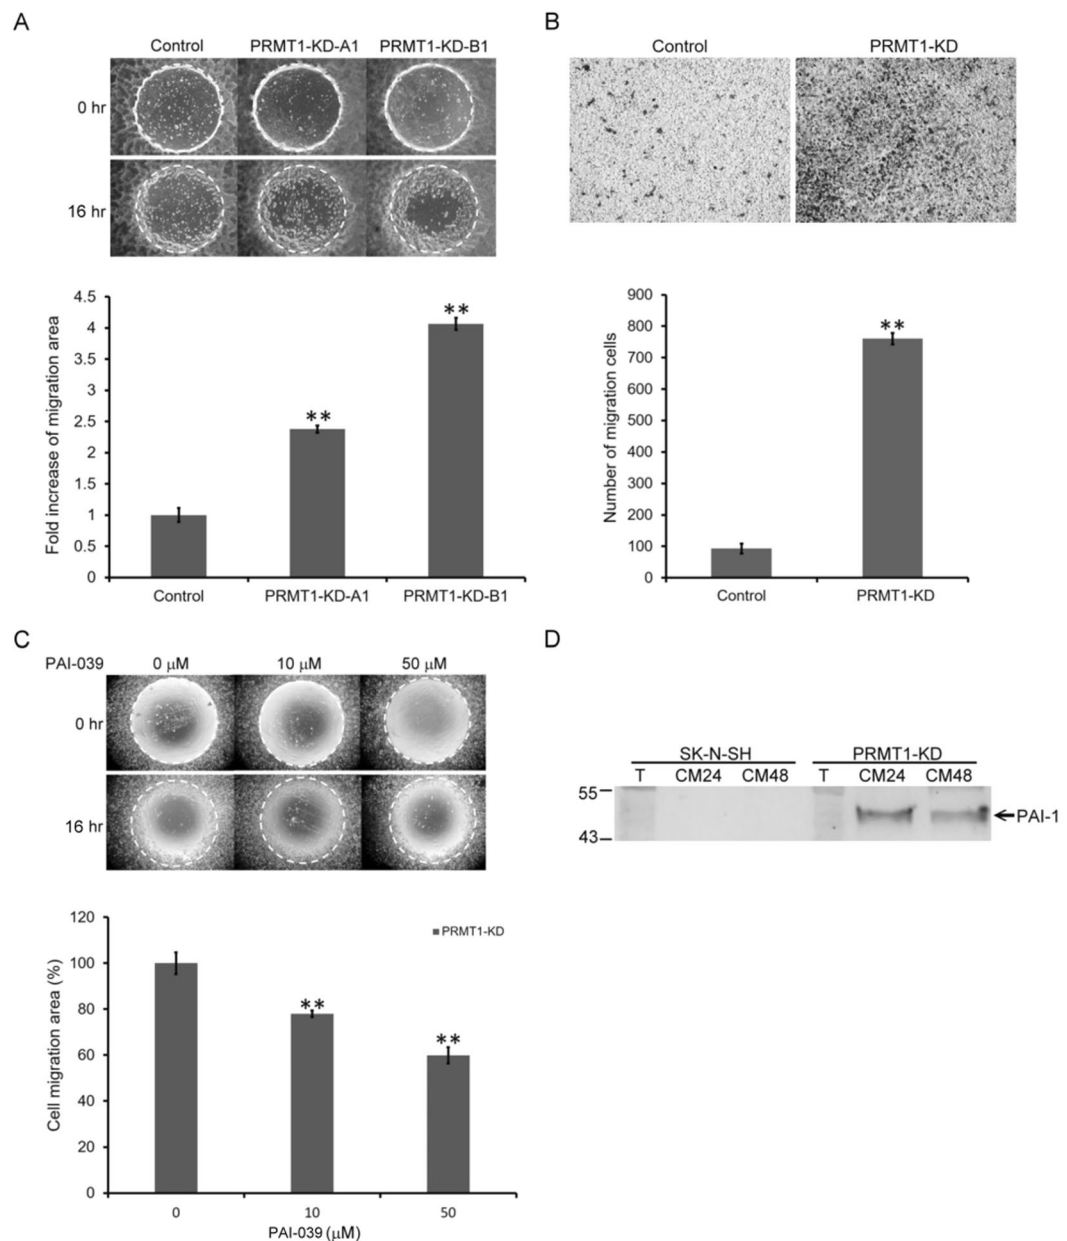 A
Control PRMT1-KD-A1 PRMT1-KD-B1
0 hr
16 hr
Fold increase of migration area
4.5
4
3.5
3
2.5
2
1.5
1
0.5
0
**
**
Control PRMT1-KD-A1 PRMT1-KD-B1
B
Control PRMT1-KD
Number of migration cells
900
800
700
600
500
400
300
200
100
0
**
Control PRMT1-KD
C
PAI-039 0 μM 10 μM 50 μM
0 hr
16 hr
Cell migration area (%)
120
100
80
60
40
20
0
PRMT1-KD
**
**
0 10 50
PAI-039 (μM)
D
SK-N-SH PRMT1-KD
T CM24 CM48 T CM24 CM48
55
43
PAI-1